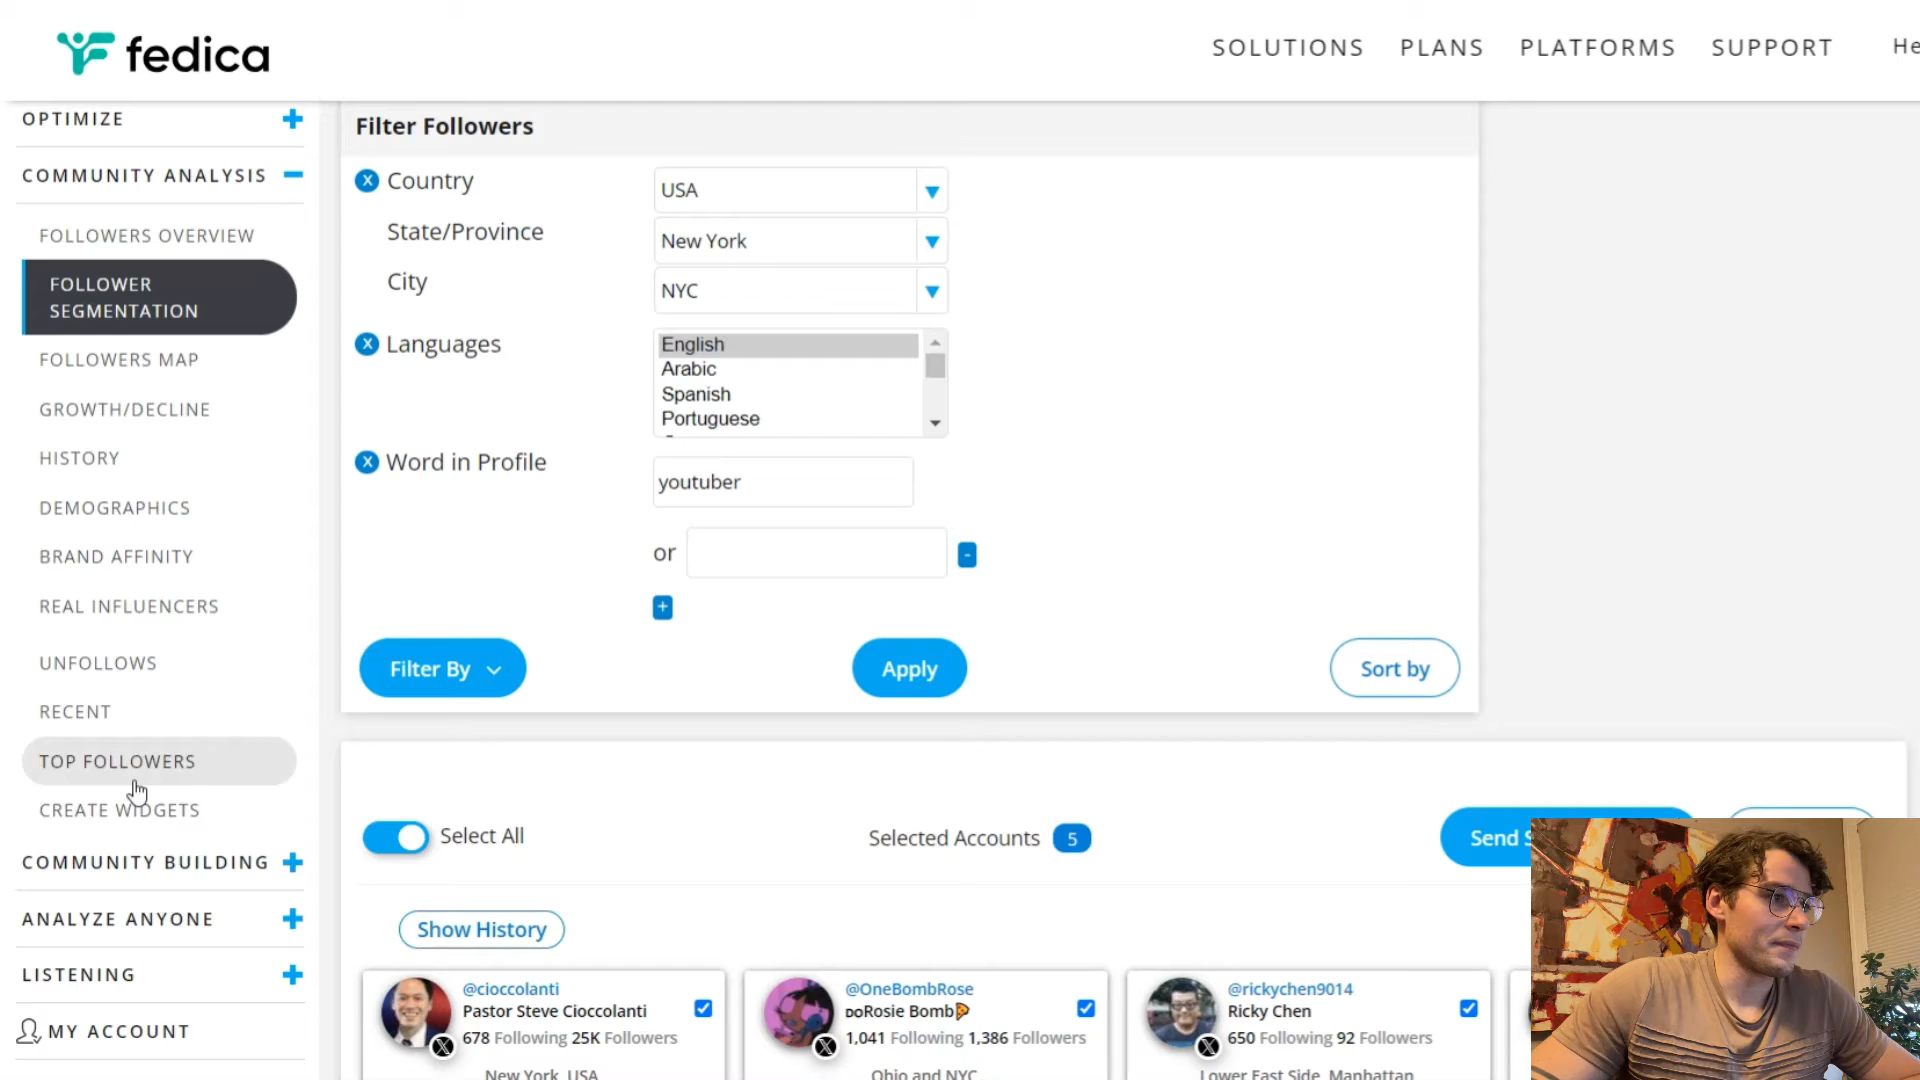 fedica
SOLUTIONS PLANS PLATFORMS SUPPORT He
OPTIMIZE
COMMUNITY ANALYSIS
FOLLOWERS OVERVIEW
FOLLOWER
SEGMENTATION
FOLLOWERS MAP
GROWTH/DECLINE
HISTORY
DEMOGRAPHICS
BRAND AFFINITY
REAL INFLUENCERS
UNFOLLOWS
RECENT
TOP FOLLOWERS
CREATE WIDGETS
COMMUNITY BUILDING
ANALYZE ANYONE
LISTENING
MY ACCOUNT
Filter Followers
X Country USA
State/Province New York
City NYC
X Languages English
Arabic
Spanish
Portuguese
X Word in Profile youtuber
or -
+
Filter By Apply Sort by
Select All Selected Accounts 5 Send S
Show History
@cioccolanti
Pastor Steve Cioccolanti
678 Following 25K Followers
New York, USA
@OneBombRose
Rosie Bomb🍕
1,041 Following 1,386 Followers
Ohio and NYC
@rickychen9014
Ricky Chen
650 Following 92 Followers
Lower East Side, Manhattan